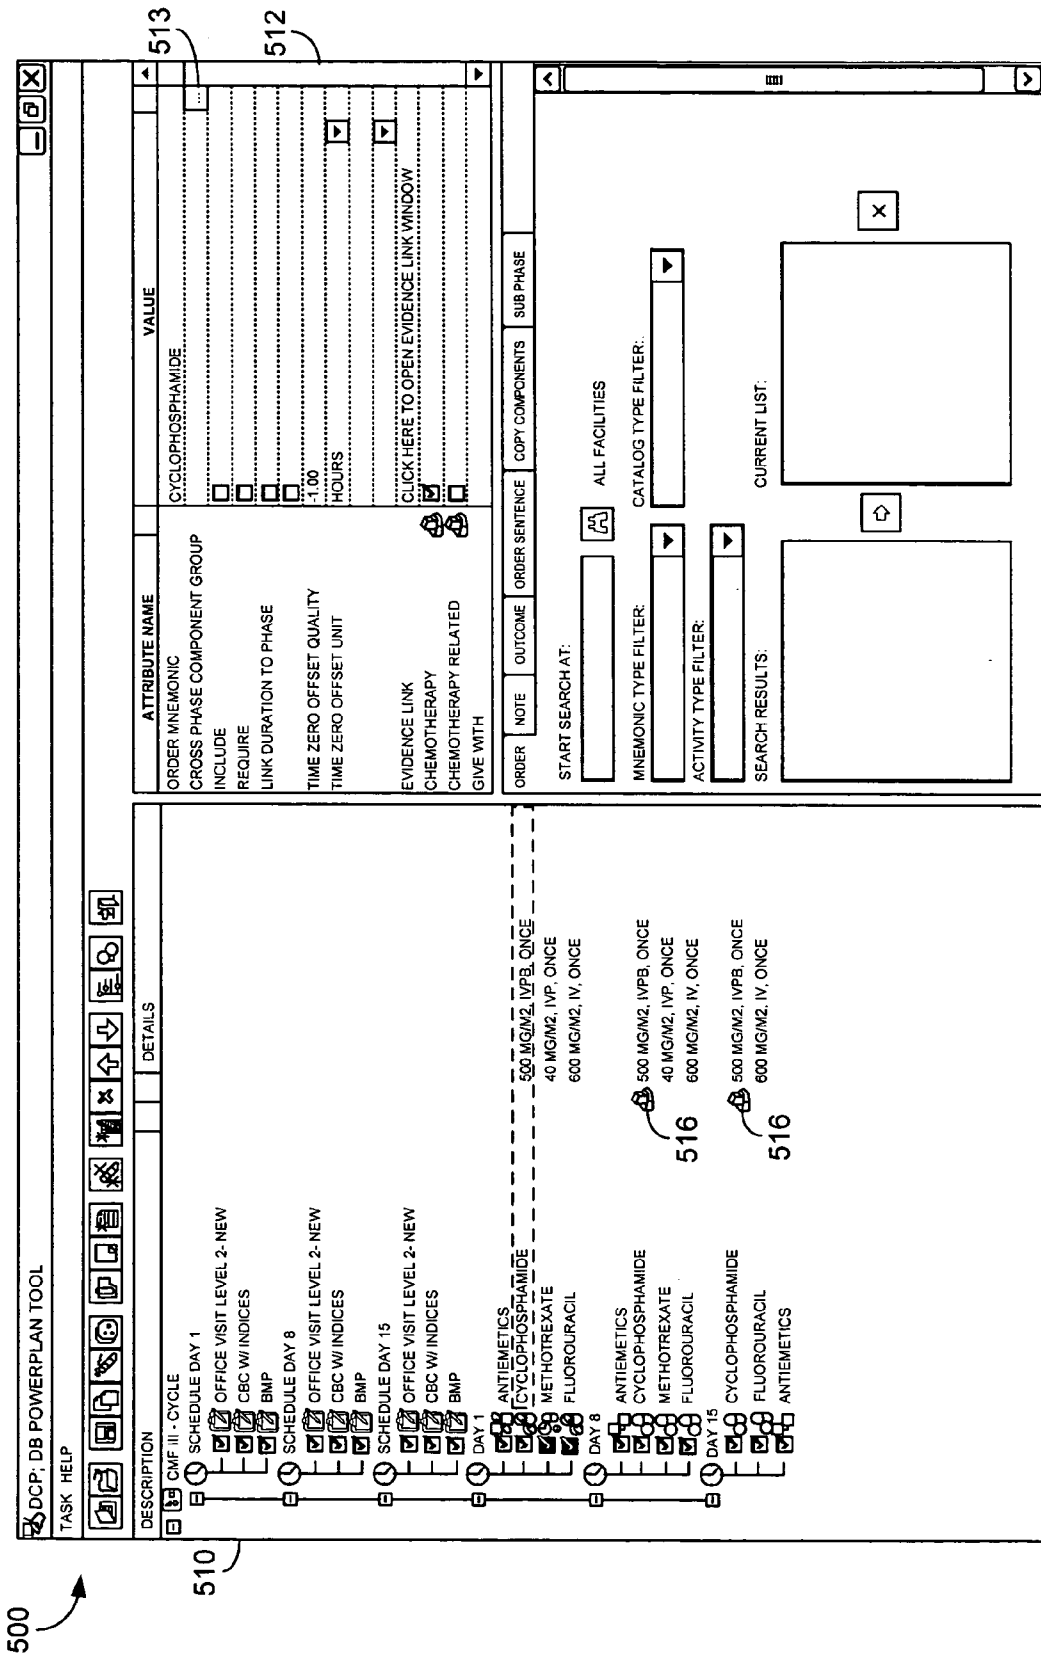 500
DCP; DB POWERPLAN TOOL
TASK HELP
DESCRIPTION
DETAILS
510
CMF III - CYCLE
SCHEDULE DAY 1
OFFICE VISIT LEVEL 2- NEW
CBC W/ INDICES
BMP
SCHEDULE DAY 8
OFFICE VISIT LEVEL 2- NEW
CBC W/ INDICES
BMP
SCHEDULE DAY 15
OFFICE VISIT LEVEL 2- NEW
CBC W/ INDICES
BMP
DAY 1
ANTIEMETICS
CYCLOPHOSPHAMIDE 500 MG/M2, IVPB, ONCE
METHOTREXATE 40 MG/M2, IVP, ONCE
FLUOROURACIL 600 MG/M2, IV, ONCE
DAY 8
ANTIEMETICS
CYCLOPHOSPHAMIDE 500 MG/M2, IVPB, ONCE
METHOTREXATE 40 MG/M2, IVP, ONCE
FLUOROURACIL 600 MG/M2, IV, ONCE
516
DAY 15
CYCLOPHOSPHAMIDE 500 MG/M2, IVPB, ONCE
FLUOROURACIL 600 MG/M2, IV, ONCE
ANTIEMETICS
516
ATTRIBUTE NAME VALUE
513
ORDER MNEMONIC CYCLOPHOSPHAMIDE
CROSS PHASE COMPONENT GROUP
INCLUDE
REQUIRE
LINK DURATION TO PHASE
TIME ZERO OFFSET QUALITY -1.00
TIME ZERO OFFSET UNIT HOURS
EVIDENCE LINK CLICK HERE TO OPEN EVIDENCE LINK WINDOW
CHEMOTHERAPY
CHEMOTHERAPY RELATED
GIVE WITH
512
ORDER NOTE OUTCOME ORDER SENTENCE COPY COMPONENTS SUB PHASE
START SEARCH AT:
ALL FACILITIES
MNEMONIC TYPE FILTER: CATALOG TYPE FILTER:
ACTIVITY TYPE FILTER:
SEARCH RESULTS: CURRENT LIST: